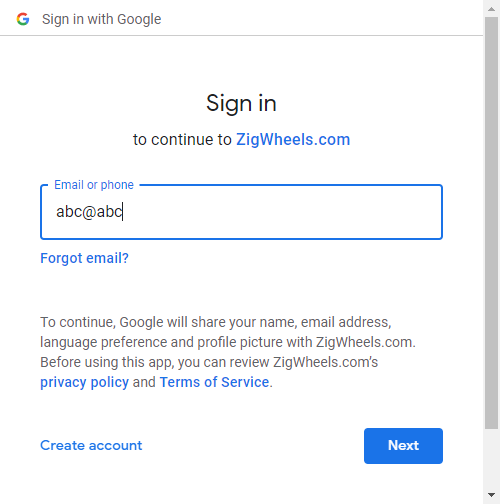 Sign in with Google
Sign in
to continue to ZigWheels.com
Email or phone
abc@abc
Forgot email?
To continue, Google will share your name, email address,
language preference and profile picture with ZigWheels.com.
Before using this app, you can review ZigWheels.com’s
privacy policy and Terms of Service.
Create account
Next